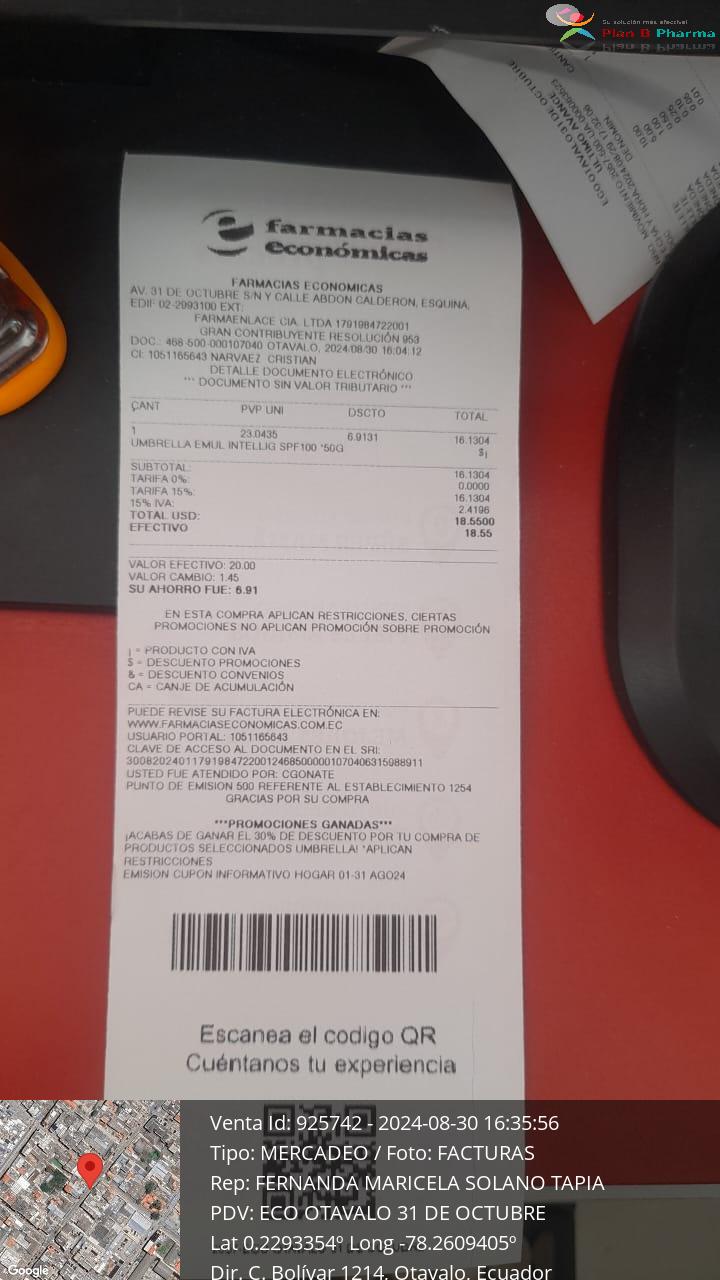 Su solución más efectiva!
Plan B Pharma
ECO OTAVALO 31 DE OCTUBRE
ULTIMO AVANCE
farmacias
económicas
FARMACIAS ECONOMICAS
AV. 31 DE OCTUBRE S/N Y CALLE ABDON CALDERON, ESQUINA,
EDIF 02-2993100 EXT:
FARMAENLACE CIA. LTDA 1791984722001
GRAN CONTRIBUYENTE RESOLUCIÓN 953
DOC.: 468-500-000107040 OTAVALO, 2024/08/30 16:04:12
CI: 1051165643 NARVAEZ CRISTIAN
DETALLE DOCUMENTO ELECTRÓNICO
*** DOCUMENTO SIN VALOR TRIBUTARIO ***
CANT PVP UNI DSCTO TOTAL
1 23.0435 6.9131 16.1304
UMBRELLA EMUL INTELLIG SPF100 *50G $¡
SUBTOTAL: 16.1304
TARIFA 0%: 0.0000
TARIFA 15%: 16.1304
15% IVA: 2.4196
TOTAL USD: 18.5500
EFECTIVO 18.55
VALOR EFECTIVO: 20.00
VALOR CAMBIO: 1.45
SU AHORRO FUE: 6.91
EN ESTA COMPRA APLICAN RESTRICCIONES, CIERTAS
PROMOCIONES NO APLICAN PROMOCIÓN SOBRE PROMOCIÓN
¡ = PRODUCTO CON IVA
$ = DESCUENTO PROMOCIONES
& = DESCUENTO CONVENIOS
CA = CANJE DE ACUMULACIÓN
PUEDE REVISE SU FACTURA ELECTRÓNICA EN:
WWW.FARMACIASECONOMICAS.COM.EC
USUARIO PORTAL: 1051165643
CLAVE DE ACCESO AL DOCUMENTO EN EL SRI:
3008202401179198472200124685000001070406315988911
USTED FUE ATENDIDO POR: CGONATE
PUNTO DE EMISION 500 REFERENTE AL ESTABLECIMIENTO 1254
GRACIAS POR SU COMPRA
***PROMOCIONES GANADAS***
¡ACABAS DE GANAR EL 30% DE DESCUENTO POR TU COMPRA DE
PRODUCTOS SELECCIONADOS UMBRELLA! *APLICAN
RESTRICCIONES
EMISION CUPON INFORMATIVO HOGAR 01-31 AGO24
Escanea el codigo QR
Cuéntanos tu experiencia
Venta Id: 925742 - 2024-08-30 16:35:56
Tipo: MERCADEO / Foto: FACTURAS
Rep: FERNANDA MARICELA SOLANO TAPIA
PDV: ECO OTAVALO 31 DE OCTUBRE
Lat 0.2293354º Long -78.2609405º
Dir. C. Bolívar 1214, Otavalo, Ecuador
Google